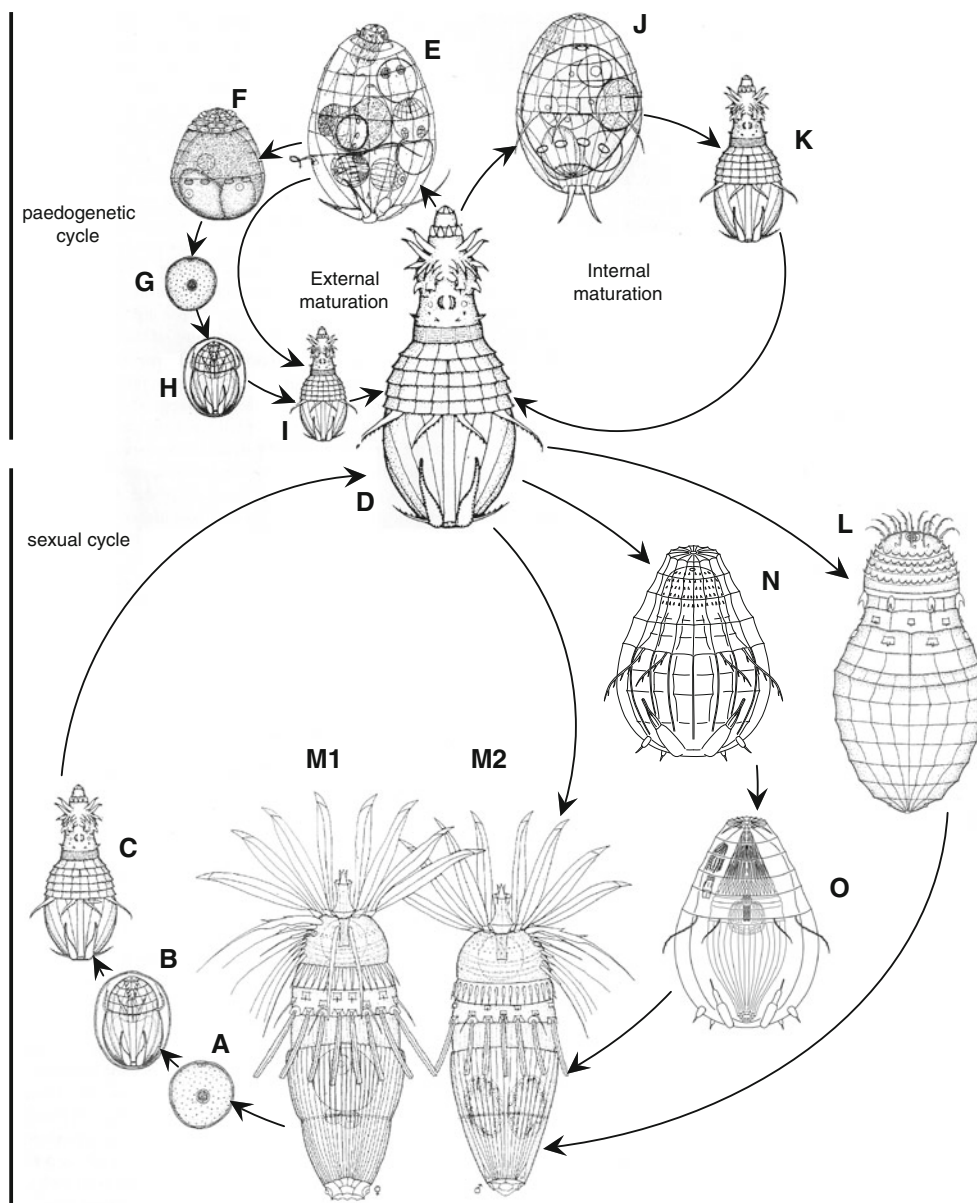 E
J
F
K
paedogenetic
cycle
G
External
maturation
Internal
maturation
H
I
D
sexual cycle
L
N
M1
M2
C
O
B
A
♀
♂